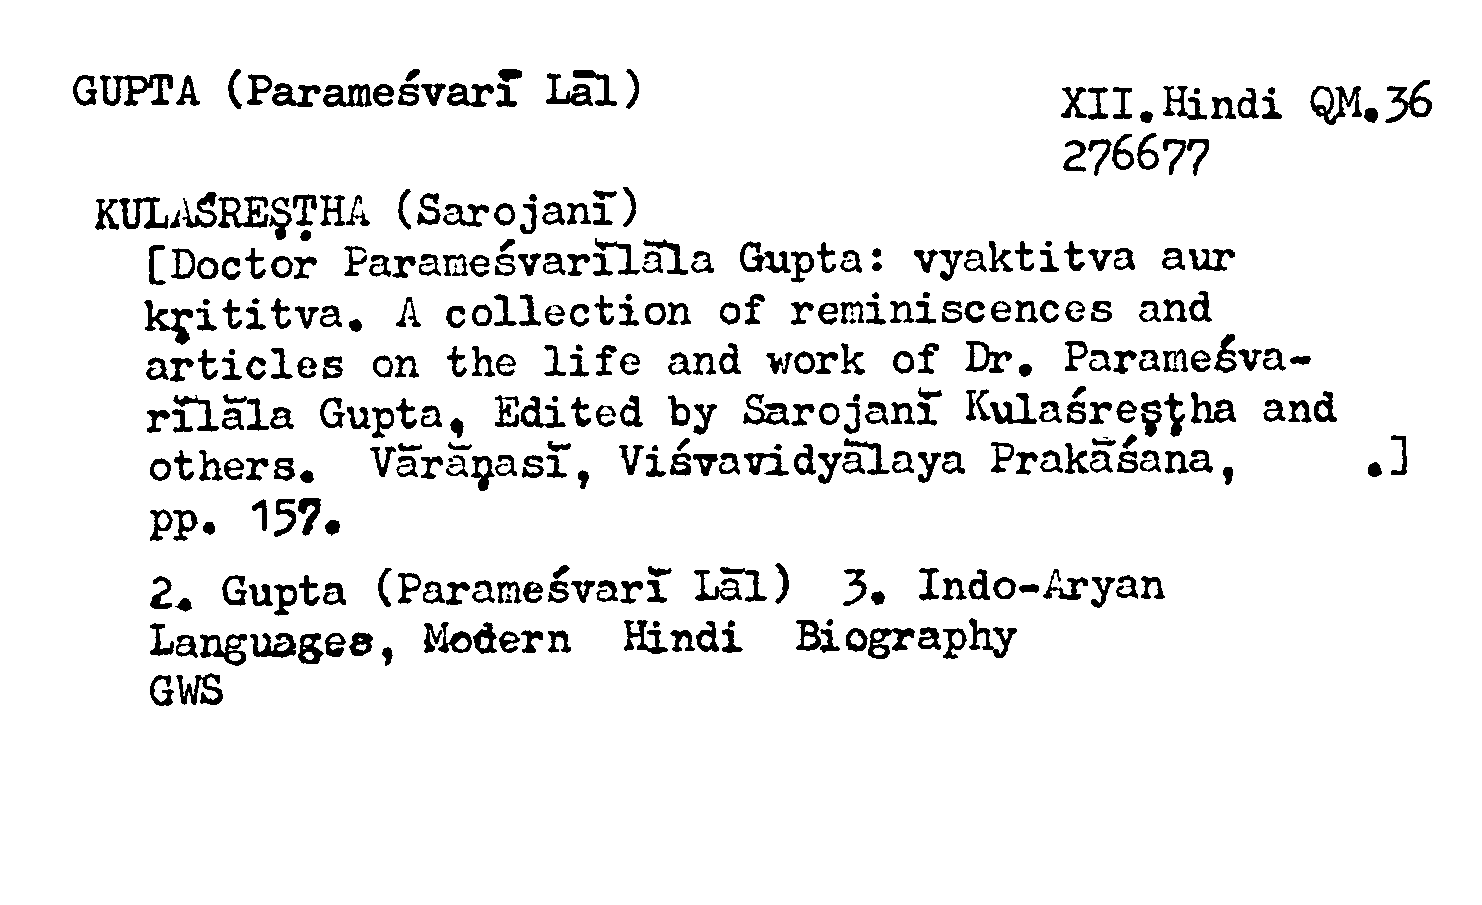 GUPTA (Parameśvarī Lāl)
XII.Hindi QM.36
276677
KULAŚREṢṬHA (Sarojanī)
[Doctor Parameśvarīlāla Gupta: vyaktitva aur
kṛititva. A collection of reminiscences and
articles on the life and work of Dr. Parameśva-
rīlāla Gupta, Edited by Sarojanī Kulaśreṣṭha and
others. Vārāṇasī, Viśvavidyālaya Prakāśana, .]
pp. 157.
2. Gupta (Parameśvarī Lāl) 3. Indo-Aryan
Languages, Modern Hindi Biography
GWS